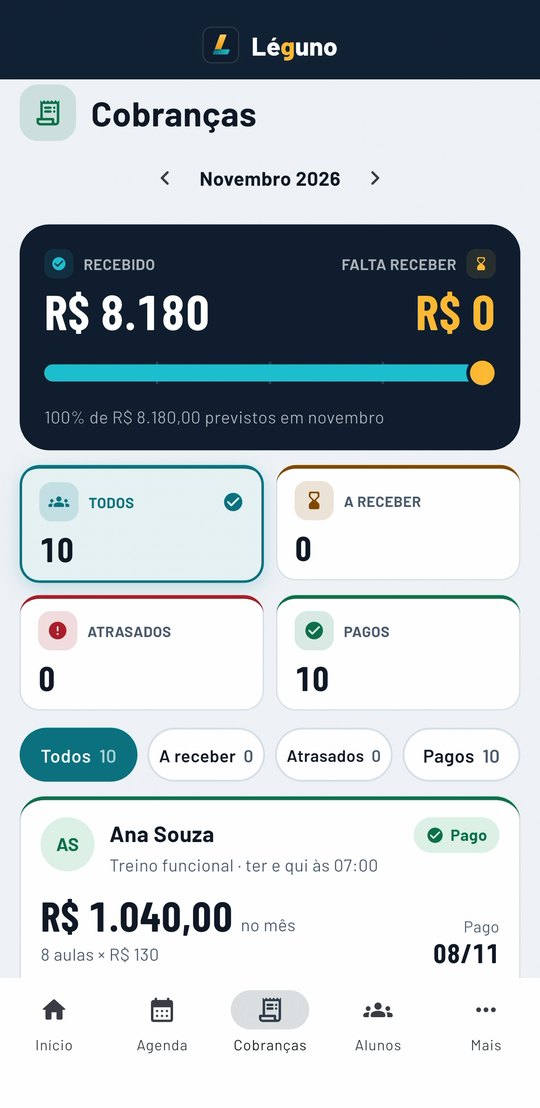 Léguno
Cobranças
Novembro 2026
RECEBIDO
FALTA RECEBER
R$ 8.180
R$ 0
100% de R$ 8.180,00 previstos em novembro
TODOS
10
A RECEBER
0
ATRASADOS
0
PAGOS
10
Todos 10
A receber 0
Atrasados 0
Pagos 10
AS
Ana Souza
Pago
Treino funcional · ter e qui às 07:00
R$ 1.040,00 no mês
Pago
8 aulas × R$ 130
08/11
Início
Agenda
Cobranças
Alunos
Mais